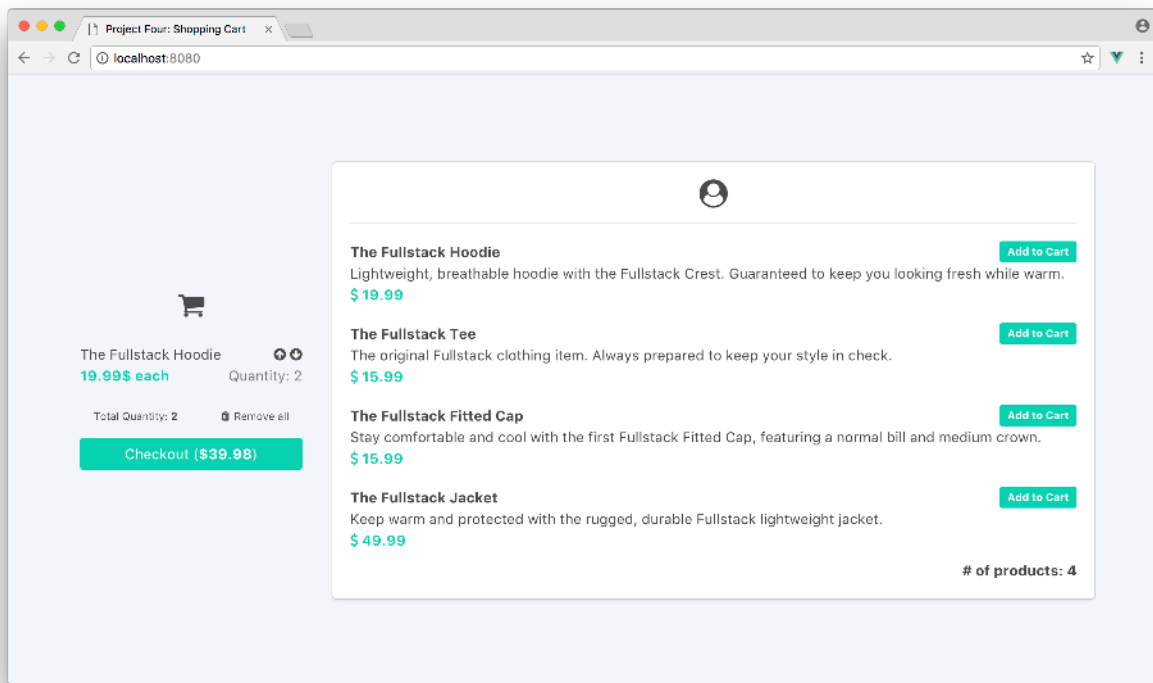 Project Four: Shopping Cart
localhost:8080
The Fullstack Hoodie
19.99$ each
Quantity: 2
Total Quantity: 2
Remove all
Checkout ($39.98)
The Fullstack Hoodie
Add to Cart
Lightweight, breathable hoodie with the Fullstack Crest. Guaranteed to keep you looking fresh while warm.
$ 19.99
The Fullstack Tee
Add to Cart
The original Fullstack clothing item. Always prepared to keep your style in check.
$ 15.99
The Fullstack Fitted Cap
Add to Cart
Stay comfortable and cool with the first Fullstack Fitted Cap, featuring a normal bill and medium crown.
$ 15.99
The Fullstack Jacket
Add to Cart
Keep warm and protected with the rugged, durable Fullstack lightweight jacket.
$ 49.99
# of products: 4